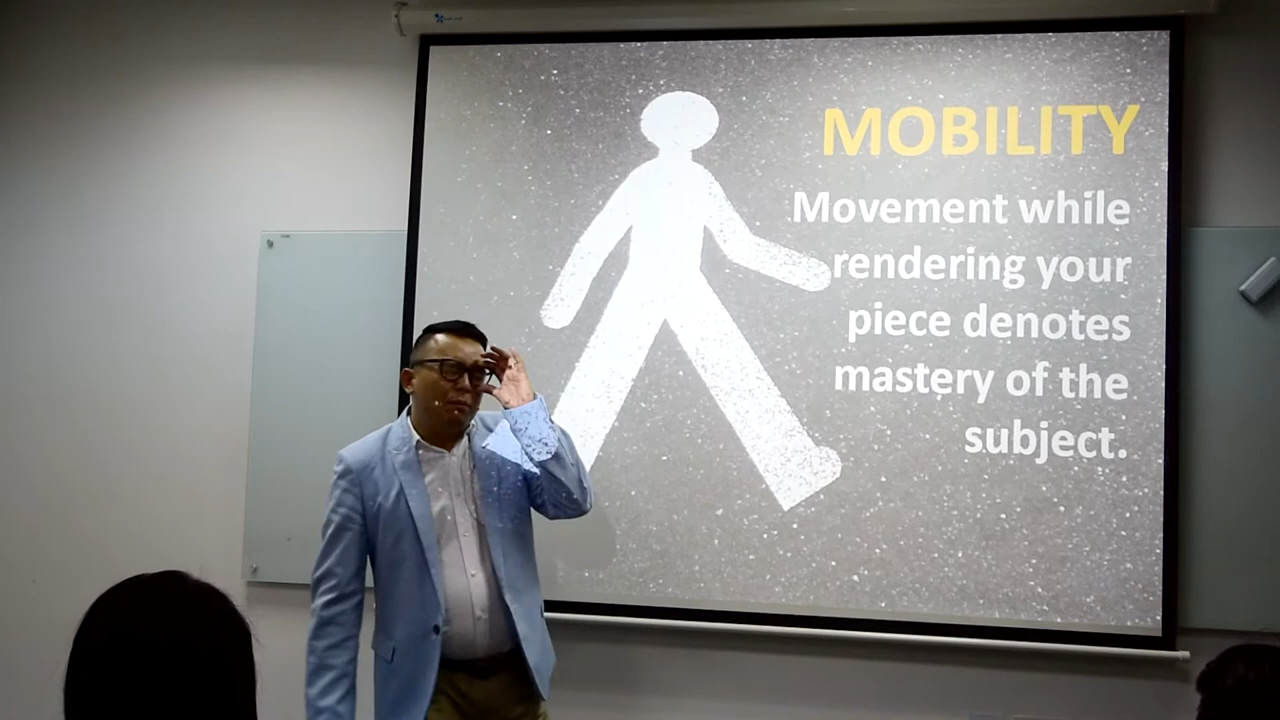 MOBILITY
Movement while
rendering your
piece denotes
mastery of the
subject.